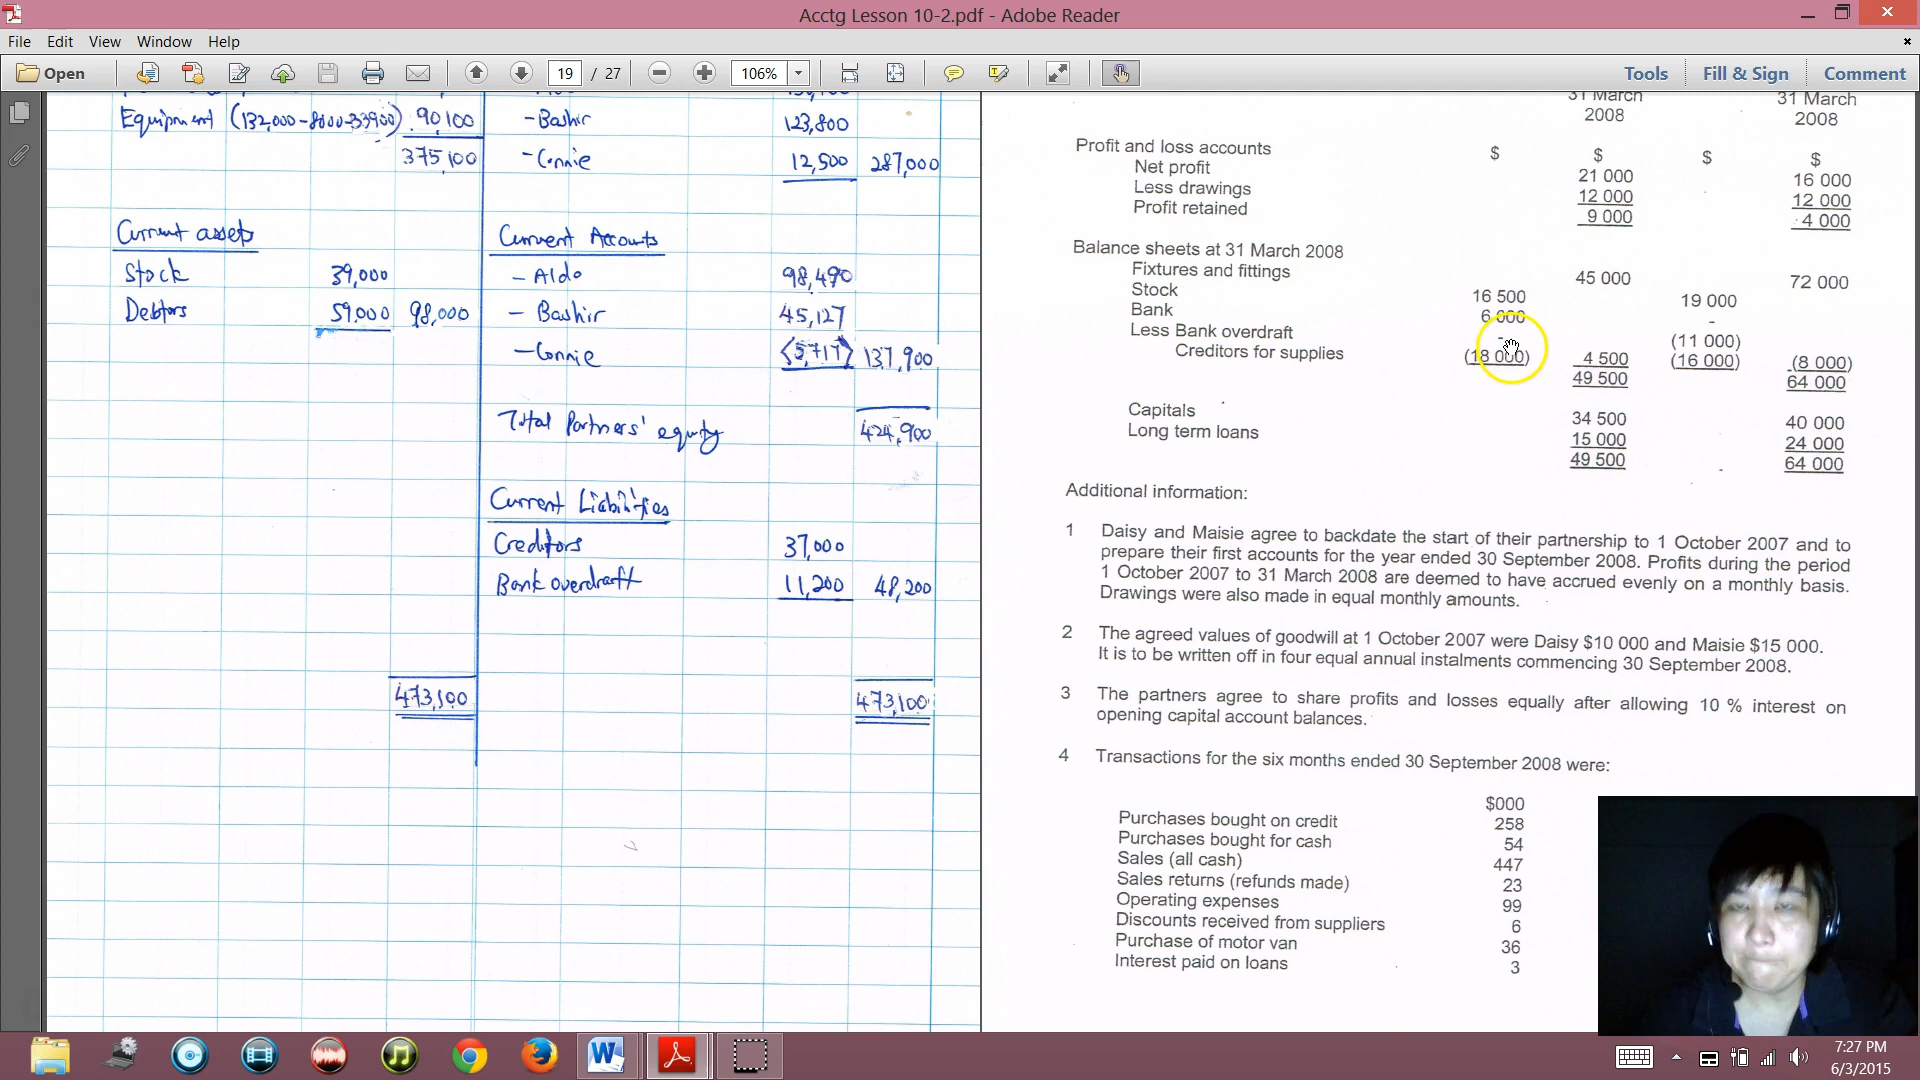 Acctg Lesson 10-2.pdf - Adobe Reader
File Edit View Window Help
Open 19 / 27 106% Tools Fill & Sign Comment
Equipment (132,000-8000-33900) 90,100
375,100
Current assets
Stock 39,000
Debtors 59,000 98,000
473,100
- Bashir 123,800
- Connie 12,500 287,000
Current Accounts
- Aldo 98,490
- Bashir 45,127
- Connie (5,717) 137,900
Total Partners' equity 424,900
Current Liabilities
Creditors 37,000
Bank overdraft 11,200 48,200
473,100
31 March 31 March
2008 2008
Profit and loss accounts $ $ $ $
Net profit 21 000 16 000
Less drawings 12 000 12 000
Profit retained 9 000 4 000
Balance sheets at 31 March 2008
Fixtures and fittings 45 000 72 000
Stock 16 500 19 000
Bank 6 000 -
Less Bank overdraft - (11 000)
Creditors for supplies (18 000) 4 500 (16 000) (8 000)
49 500 64 000
Capitals 34 500 40 000
Long term loans 15 000 24 000
49 500 64 000
Additional information:
1 Daisy and Maisie agree to backdate the start of their partnership to 1 October 2007 and to
prepare their first accounts for the year ended 30 September 2008. Profits during the period
1 October 2007 to 31 March 2008 are deemed to have accrued evenly on a monthly basis.
Drawings were also made in equal monthly amounts.
2 The agreed values of goodwill at 1 October 2007 were Daisy $10 000 and Maisie $15 000.
It is to be written off in four equal annual instalments commencing 30 September 2008.
3 The partners agree to share profits and losses equally after allowing 10 % interest on
opening capital account balances.
4 Transactions for the six months ended 30 September 2008 were:
$000
Purchases bought on credit 258
Purchases bought for cash 54
Sales (all cash) 447
Sales returns (refunds made) 23
Operating expenses 99
Discounts received from suppliers 6
Purchase of motor van 36
Interest paid on loans 3
7:27 PM
6/3/2015